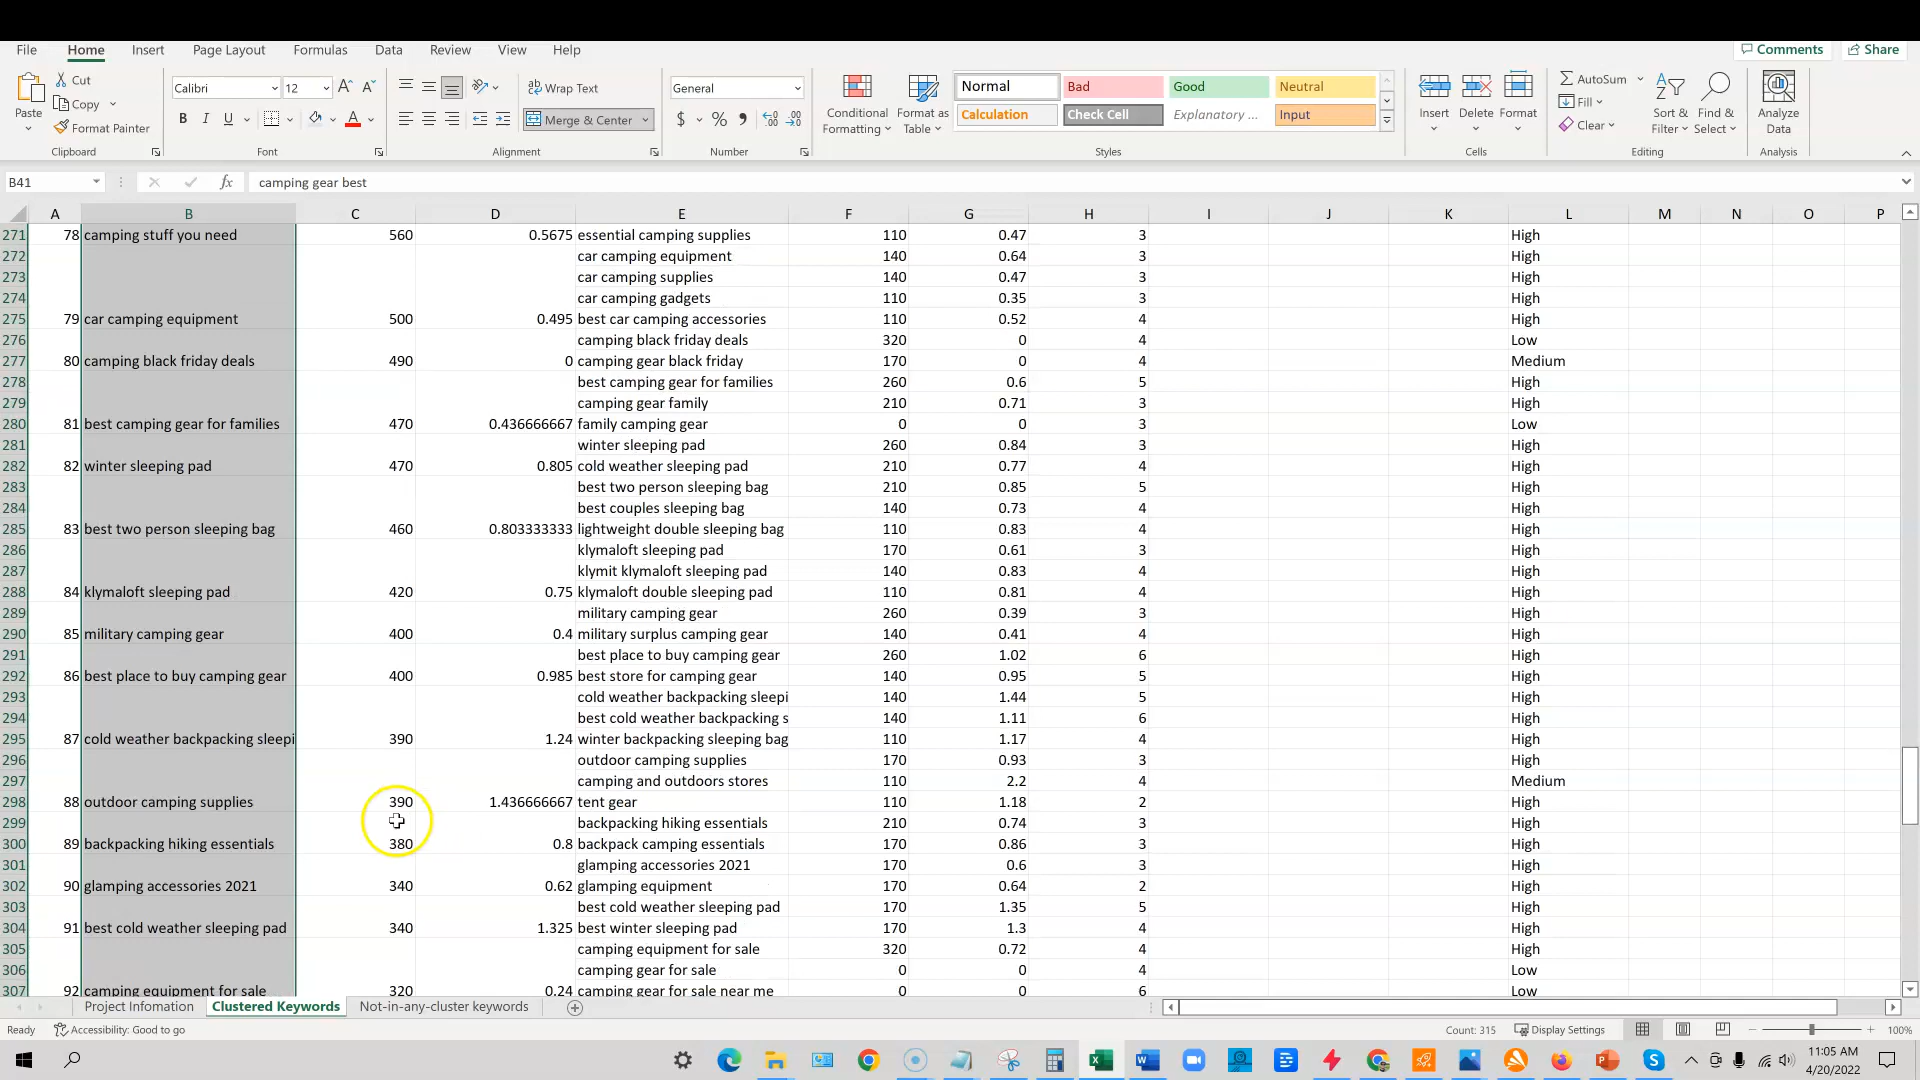 File Home Insert Page Layout Formulas Data Review View Help Comments Share
Cut
Copy
Paste Format Painter
Clipboard
Calibri 12
B I U
Font
Wrap Text
Merge & Center
Alignment
General
Number
Conditional Formatting
Format as Table
Normal Bad Good Neutral
Calculation Check Cell Explanatory ... Input
Styles
Insert Delete Format
Cells
AutoSum
Fill
Clear
Sort & Filter Find & Select
Editing
Analyze Data
Analysis
B41 fx camping gear best
A B C D E F G H I J K L M N O P
271 78 camping stuff you need 560 0.5675 essential camping supplies 110 0.47 3 High
272 car camping equipment 140 0.64 3 High
273 car camping supplies 140 0.47 3 High
274 car camping gadgets 110 0.35 3 High
275 79 car camping equipment 500 0.495 best car camping accessories 110 0.52 4 High
276 camping black friday deals 320 0 4 Low
277 80 camping black friday deals 490 0 camping gear black friday 170 0 4 Medium
278 best camping gear for families 260 0.6 5 High
279 camping gear family 210 0.71 3 High
280 81 best camping gear for families 470 0.436666667 family camping gear 0 0 3 Low
281 winter sleeping pad 260 0.84 3 High
282 82 winter sleeping pad 470 0.805 cold weather sleeping pad 210 0.77 4 High
283 best two person sleeping bag 210 0.85 5 High
284 best couples sleeping bag 140 0.73 4 High
285 83 best two person sleeping bag 460 0.803333333 lightweight double sleeping bag 110 0.83 4 High
286 klymaloft sleeping pad 170 0.61 3 High
287 klymit klymaloft sleeping pad 140 0.83 4 High
288 84 klymaloft sleeping pad 420 0.75 klymaloft double sleeping pad 110 0.81 4 High
289 military camping gear 260 0.39 3 High
290 85 military camping gear 400 0.4 military surplus camping gear 140 0.41 4 High
291 best place to buy camping gear 260 1.02 6 High
292 86 best place to buy camping gear 400 0.985 best store for camping gear 140 0.95 5 High
293 cold weather backpacking sleepi 140 1.44 5 High
294 best cold weather backpacking s 140 1.11 6 High
295 87 cold weather backpacking sleepi 390 1.24 winter backpacking sleeping bag 110 1.17 4 High
296 outdoor camping supplies 170 0.93 3 High
297 camping and outdoors stores 110 2.2 4 Medium
298 88 outdoor camping supplies 390 1.436666667 tent gear 110 1.18 2 High
299 backpacking hiking essentials 210 0.74 3 High
300 89 backpacking hiking essentials 380 0.8 backpack camping essentials 170 0.86 3 High
301 glamping accessories 2021 170 0.6 3 High
302 90 glamping accessories 2021 340 0.62 glamping equipment 170 0.64 2 High
303 best cold weather sleeping pad 170 1.35 5 High
304 91 best cold weather sleeping pad 340 1.325 best winter sleeping pad 170 1.3 4 High
305 camping equipment for sale 320 0.72 4 High
306 camping gear for sale 0 0 4 Low
307 92 camping equipment for sale 320 0.24 camping gear for sale near me 0 0 6 Low
Project Infomation Clustered Keywords Not-in-any-cluster keywords
Ready Accessibility: Good to go Count: 315 Display Settings 100%
11:05 AM
4/20/2022